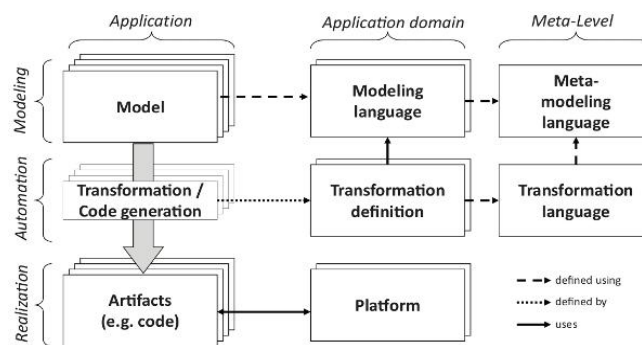 Application
Application domain
Meta-Level
Modeling
Model
Modeling
language
Meta-
modeling
language
Automation
Transformation /
Code generation
Transformation
definition
Transformation
language
Realization
Artifacts
(e.g. code)
Platform
defined using
defined by
uses